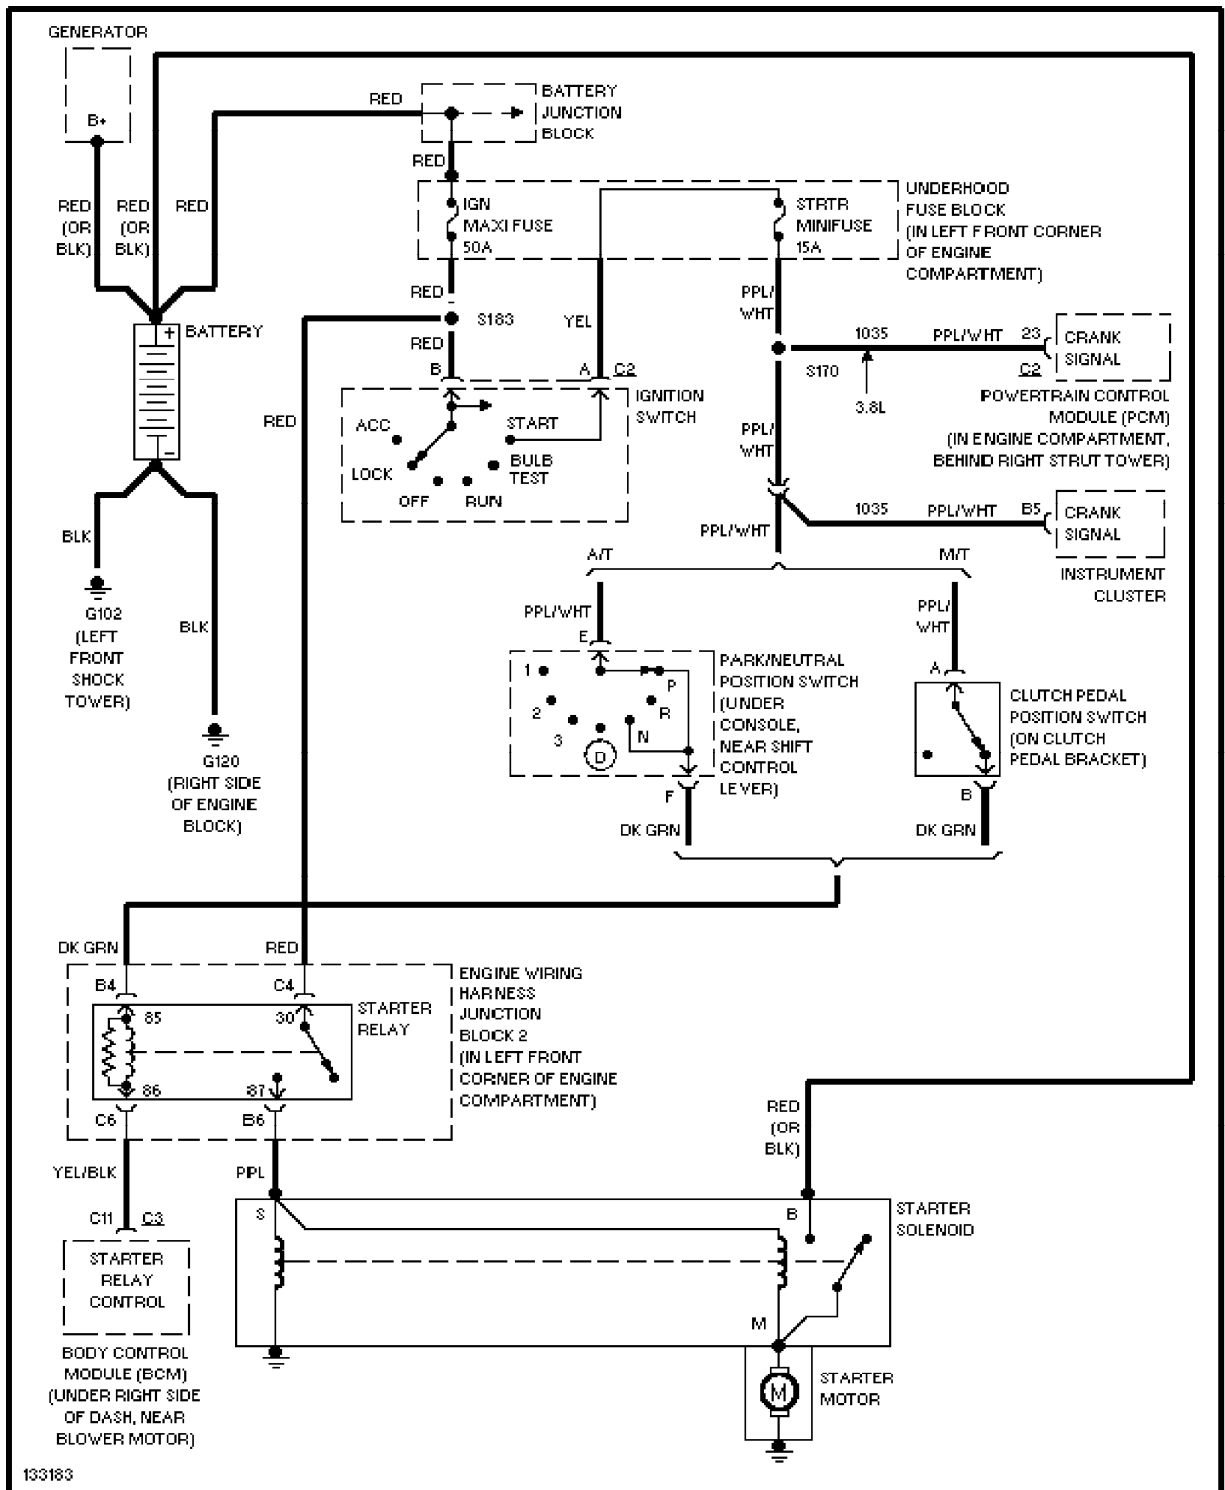 GENERATOR
B+
RED
(OR
BLK)
RED
(OR
BLK)
RED
RED
BATTERY
JUNCTION
BLOCK
RED
IGN
MAXI FUSE
50A
STRTR
MINIFUSE
15A
UNDERHOOD
FUSE BLOCK
(IN LEFT FRONT CORNER
OF ENGINE
COMPARTMENT)
RED
S183
RED
YEL
B
A
C2
PPL/
WHT
1035
PPL/WHT
23
C2
CRANK
SIGNAL
S170
3.8L
POWERTRAIN CONTROL
MODULE (PCM)
(IN ENGINE COMPARTMENT,
BEHIND RIGHT STRUT TOWER)
+
BATTERY
-
IGNITION
SWITCH
ACC
START
LOCK
BULB
TEST
OFF
RUN
RED
PPL/
WHT
1035
PPL/WHT
B5
CRANK
SIGNAL
INSTRUMENT
CLUSTER
PPL/WHT
A/T
M/T
BLK
G102
(LEFT
FRONT
SHOCK
TOWER)
BLK
G120
(RIGHT SIDE
OF ENGINE
BLOCK)
PPL/WHT
E
1
2
3
D
N
R
P
PARK/NEUTRAL
POSITION SWITCH
(UNDER
CONSOLE,
NEAR SHIFT
CONTROL
LEVER)
F
DK GRN
PPL/
WHT
A
CLUTCH PEDAL
POSITION SWITCH
(ON CLUTCH
PEDAL BRACKET)
B
DK GRN
DK GRN
RED
B4
C4
85
30
STARTER
RELAY
86
87
C6
B6
ENGINE WIRING
HARNESS
JUNCTION
BLOCK 2
(IN LEFT FRONT
CORNER OF ENGINE
COMPARTMENT)
YEL/BLK
PPL
RED
(OR
BLK)
C11
C3
STARTER
RELAY
CONTROL
BODY CONTROL
MODULE (BCM)
(UNDER RIGHT SIDE
OF DASH, NEAR
BLOWER MOTOR)
S
B
STARTER
SOLENOID
M
M
STARTER
MOTOR
133183